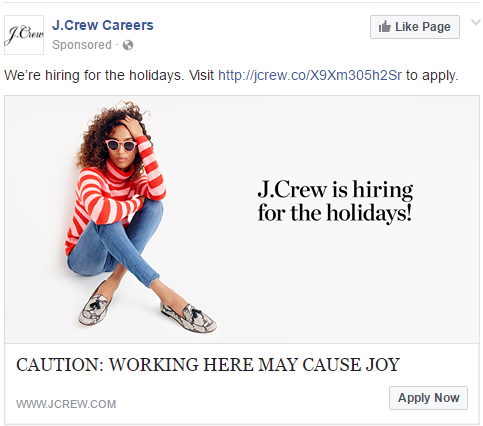 J.Crew
J.Crew Careers
Like Page
Sponsored ·
We're hiring for the holidays. Visit http://jcrew.co/X9Xm305h2Sr to apply.
J.Crew is hiring
for the holidays!
CAUTION: WORKING HERE MAY CAUSE JOY
WWW.JCREW.COM
Apply Now